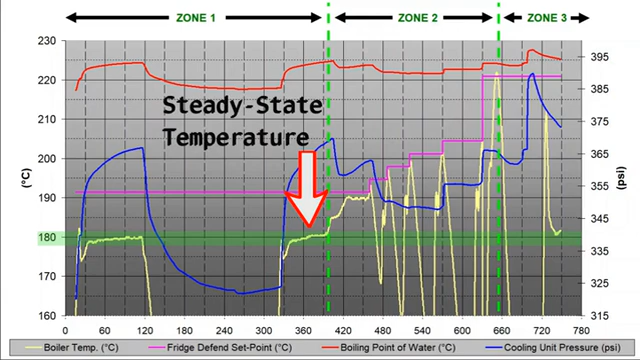 ZONE 1 ZONE 2 ZONE 3
230 395
220 385
210 375
200 365
190 355
180 345
170 335
160 325
315
(°C)
(psi)
Steady-State
Temperature
0 60 120 180 240 300 360 420 480 540 600 660 720 780
Boiler Temp. (°C) Fridge Defend Set-Point (°C) Boiling Point of Water (°C) Cooling Unit Pressure (psi)